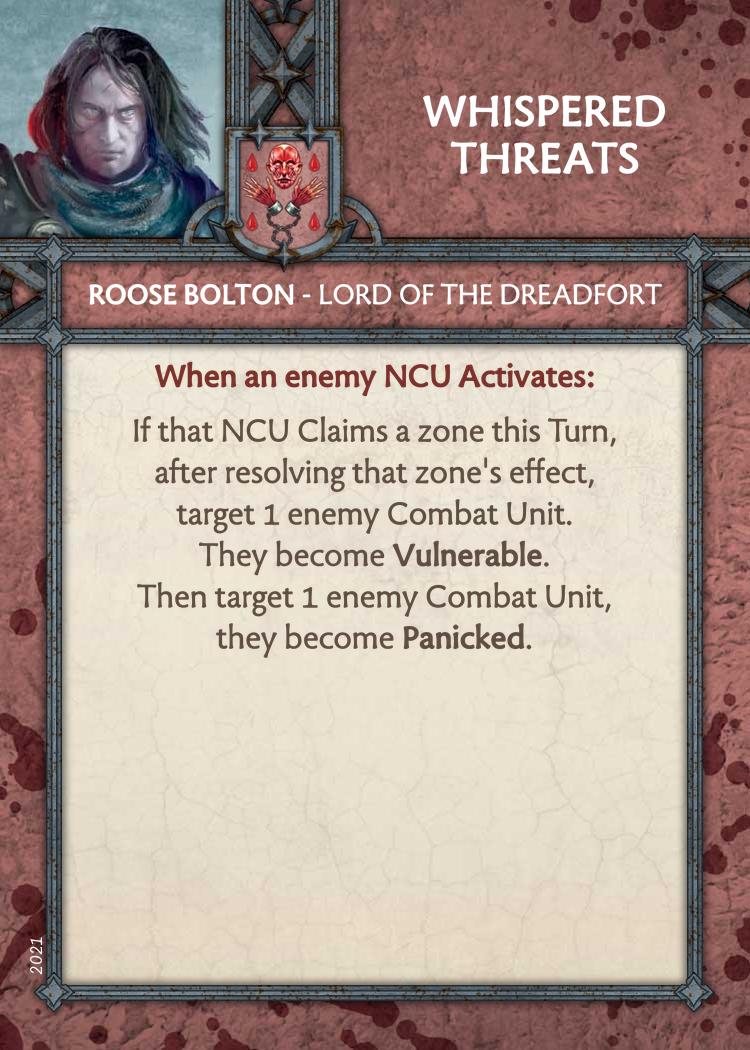 WHISPERED
THREATS
ROOSE BOLTON - LORD OF THE DREADFORT
When an enemy NCU Activates:
If that NCU Claims a zone this Turn,
after resolving that zone's effect,
target 1 enemy Combat Unit.
They become Vulnerable.
Then target 1 enemy Combat Unit,
they become Panicked.
2021